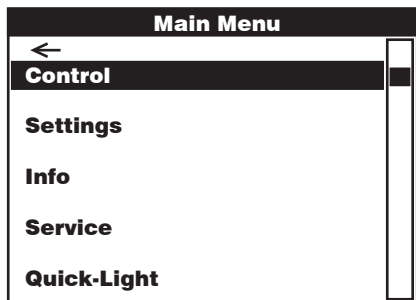 Main Menu
Control
Settings
Info
Service
Quick-Light